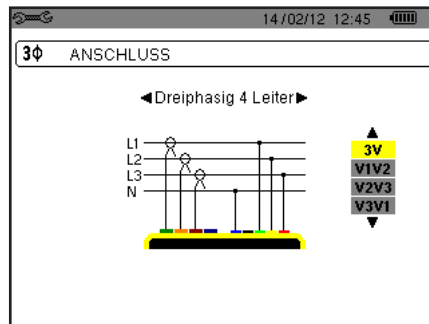 14/02/12 12:45
3Φ ANSCHLUSS
◄Dreiphasig 4 Leiter►
L1
L2
L3
N
3V
V1V2
V2V3
V3V1